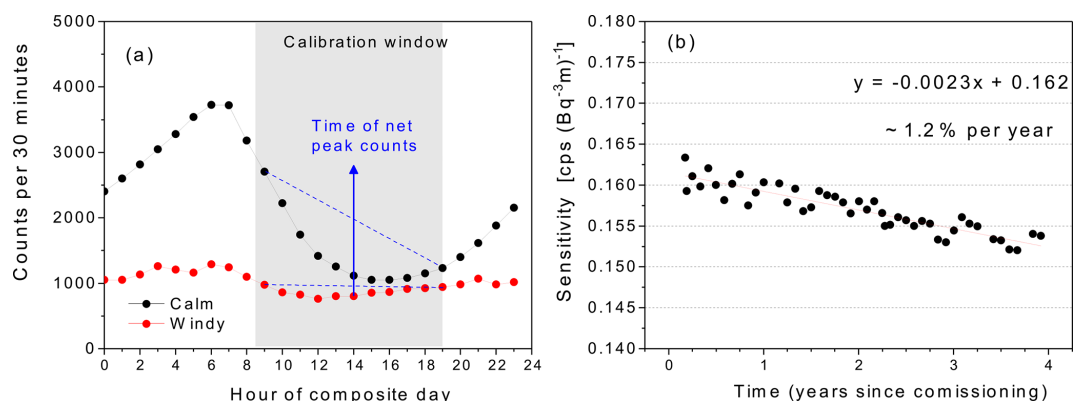 5000
4000
3000
2000
1000
0
Counts per 30 minutes
(a)
Calibration window
Time of net
peak counts
Calm
Windy
0 2 4 6 8 10 12 14 16 18 20 22 24
Hour of composite day
0.180
0.175
0.170
0.165
0.160
0.155
0.150
0.145
0.140
Sensitivity [cps (Bq⁻³m)⁻¹]
(b)
y = -0.0023x + 0.162
~ 1.2% per year
0 1 2 3 4
Time (years since comissioning)